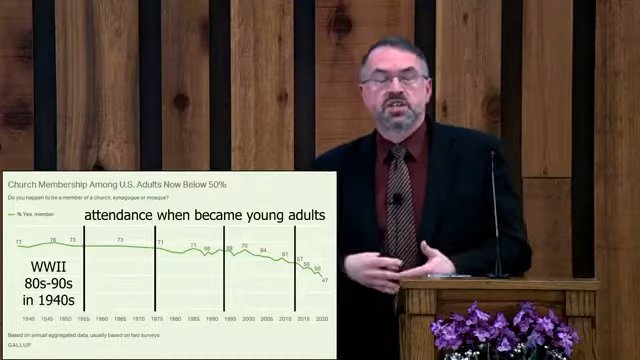 Church Membership Among U.S. Adults Now Below 50%
Do you happen to be a member of a church, synagogue or mosque?
% Yes, member
attendance when became young adults
73 76 73 73 71 71 68 69 70 64 61 57 55 50 47
WWII
80s-90s
in 1940s
1940 1945 1950 1955 1960 1965 1970 1975 1980 1985 1990 1995 2000 2005 2010 2015 2020
Based on annual aggregated data, usually based on two surveys
GALLUP